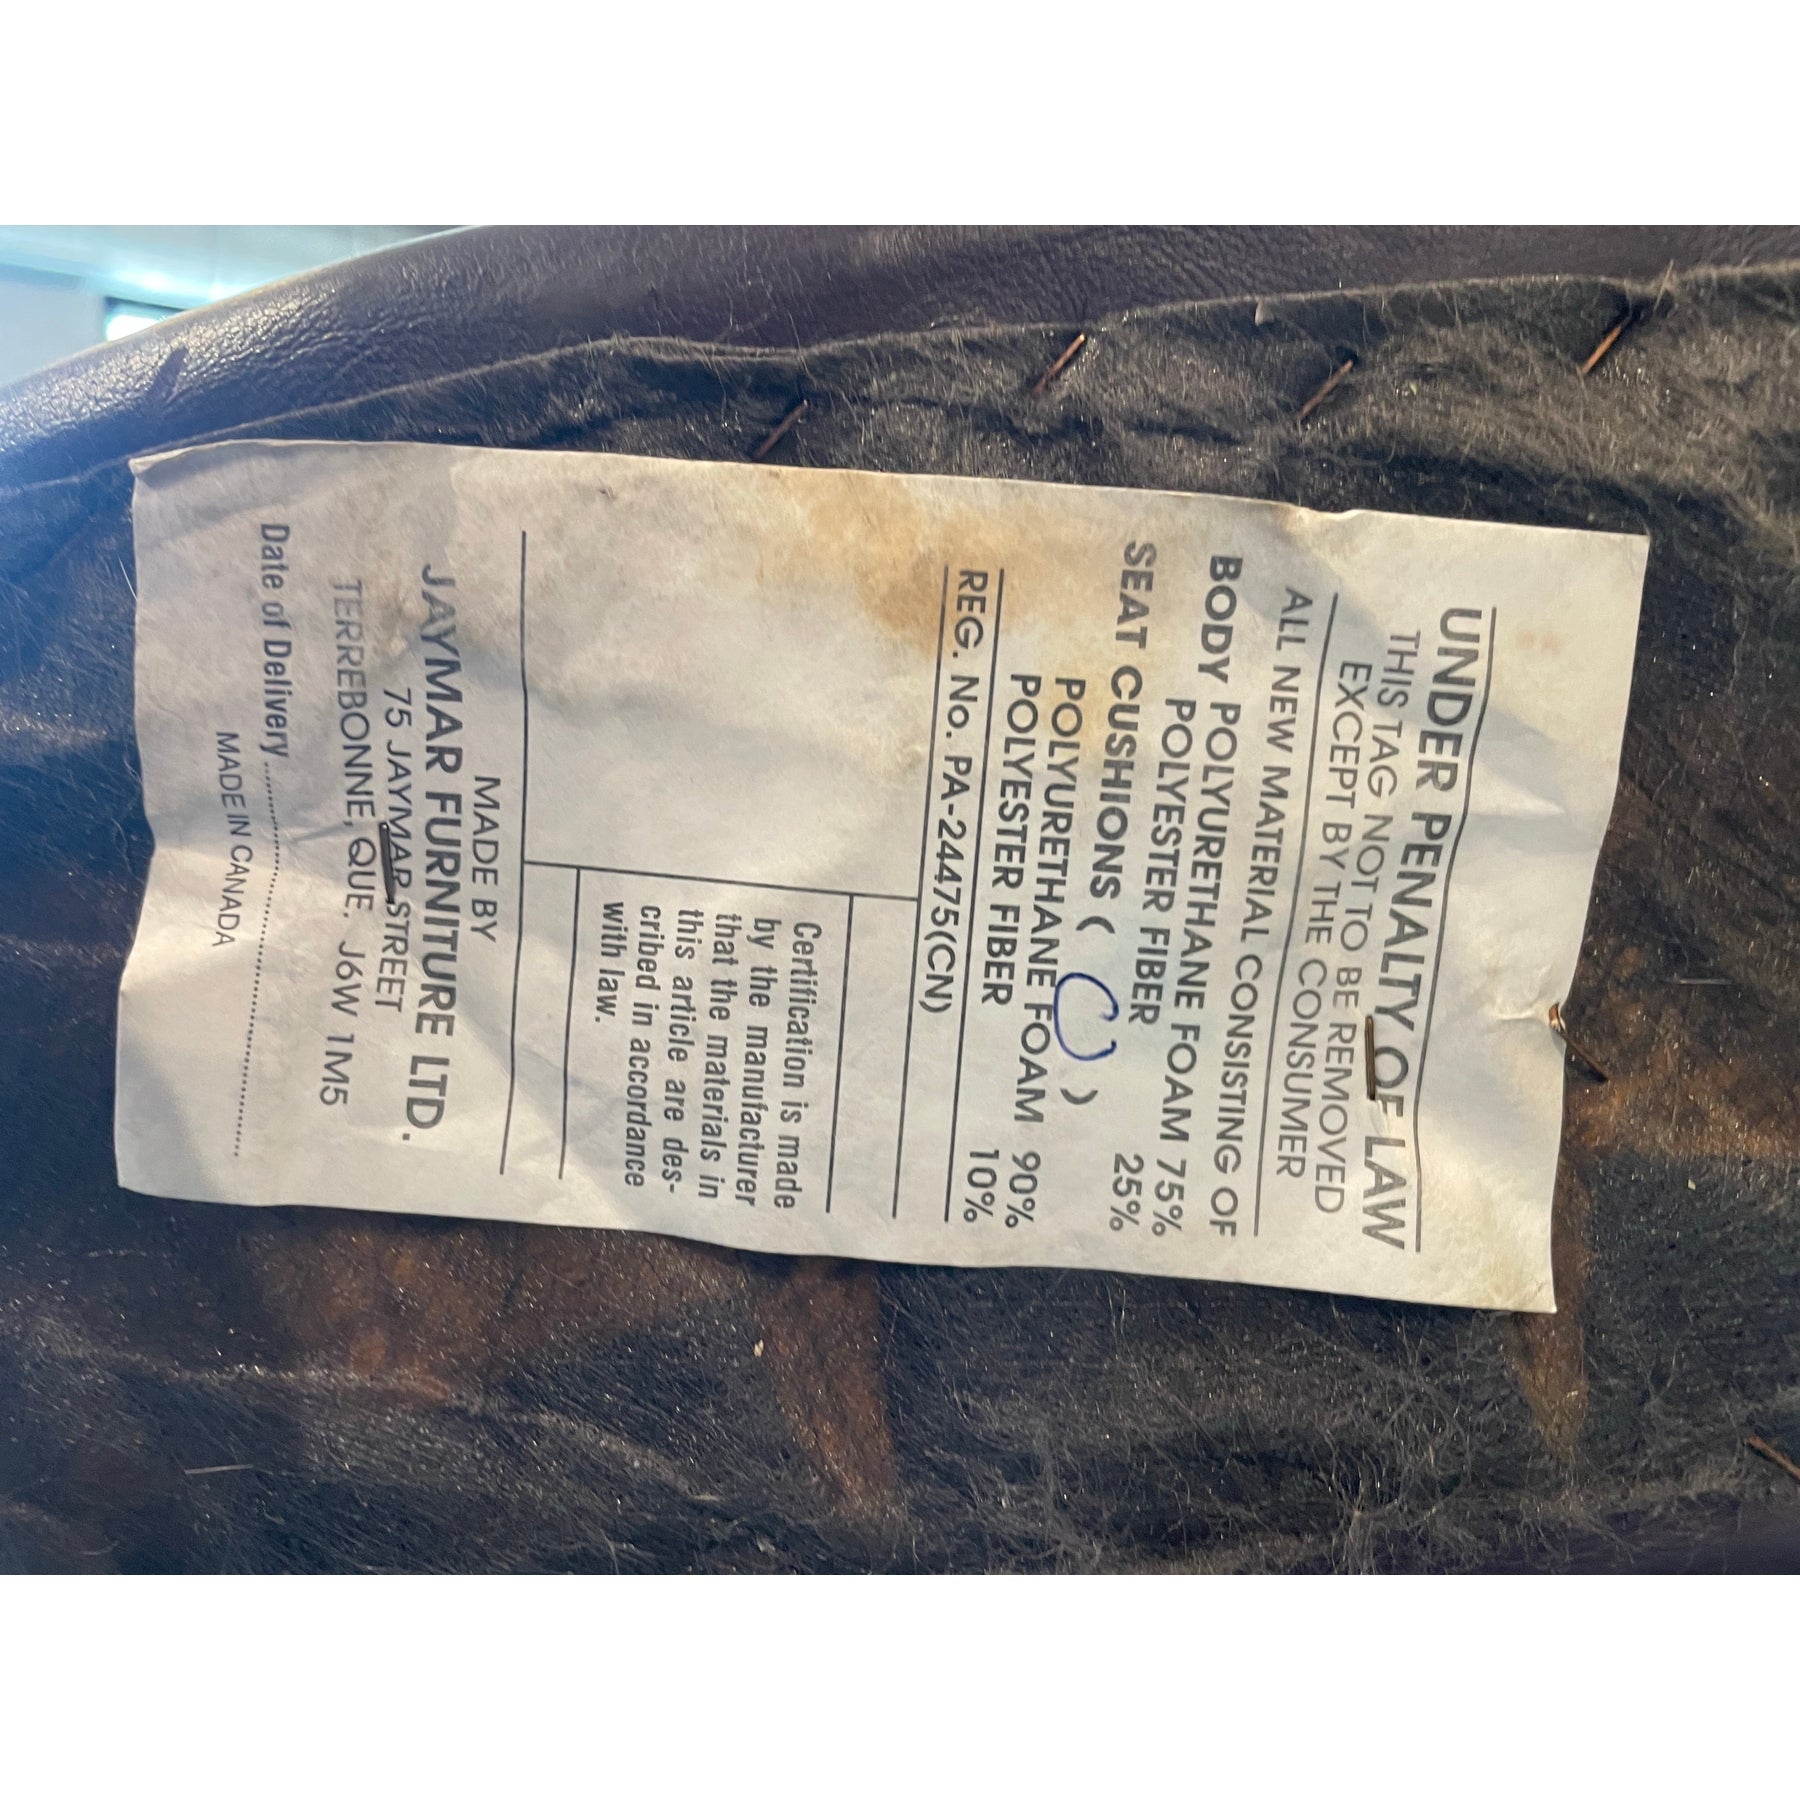 UNDER PENALTY OF LAW
THIS TAG NOT TO BE REMOVED
EXCEPT BY THE CONSUMER
ALL NEW MATERIAL CONSISTING OF
BODY POLYURETHANE FOAM 75%
POLYESTER FIBER 25%
SEAT CUSHIONS ( )
POLYURETHANE FOAM 90%
POLYESTER FIBER 10%
REG. No. PA-24475(CN)
Certification is made
by the manufacturer
that the materials in
this article are des-
cribed in accordance
with law.
MADE BY
JAYMAR FURNITURE LTD.
75 JAYMAR STREET
TERREBONNE, QUE. J6W 1M5
Date of Delivery ........................................
MADE IN CANADA